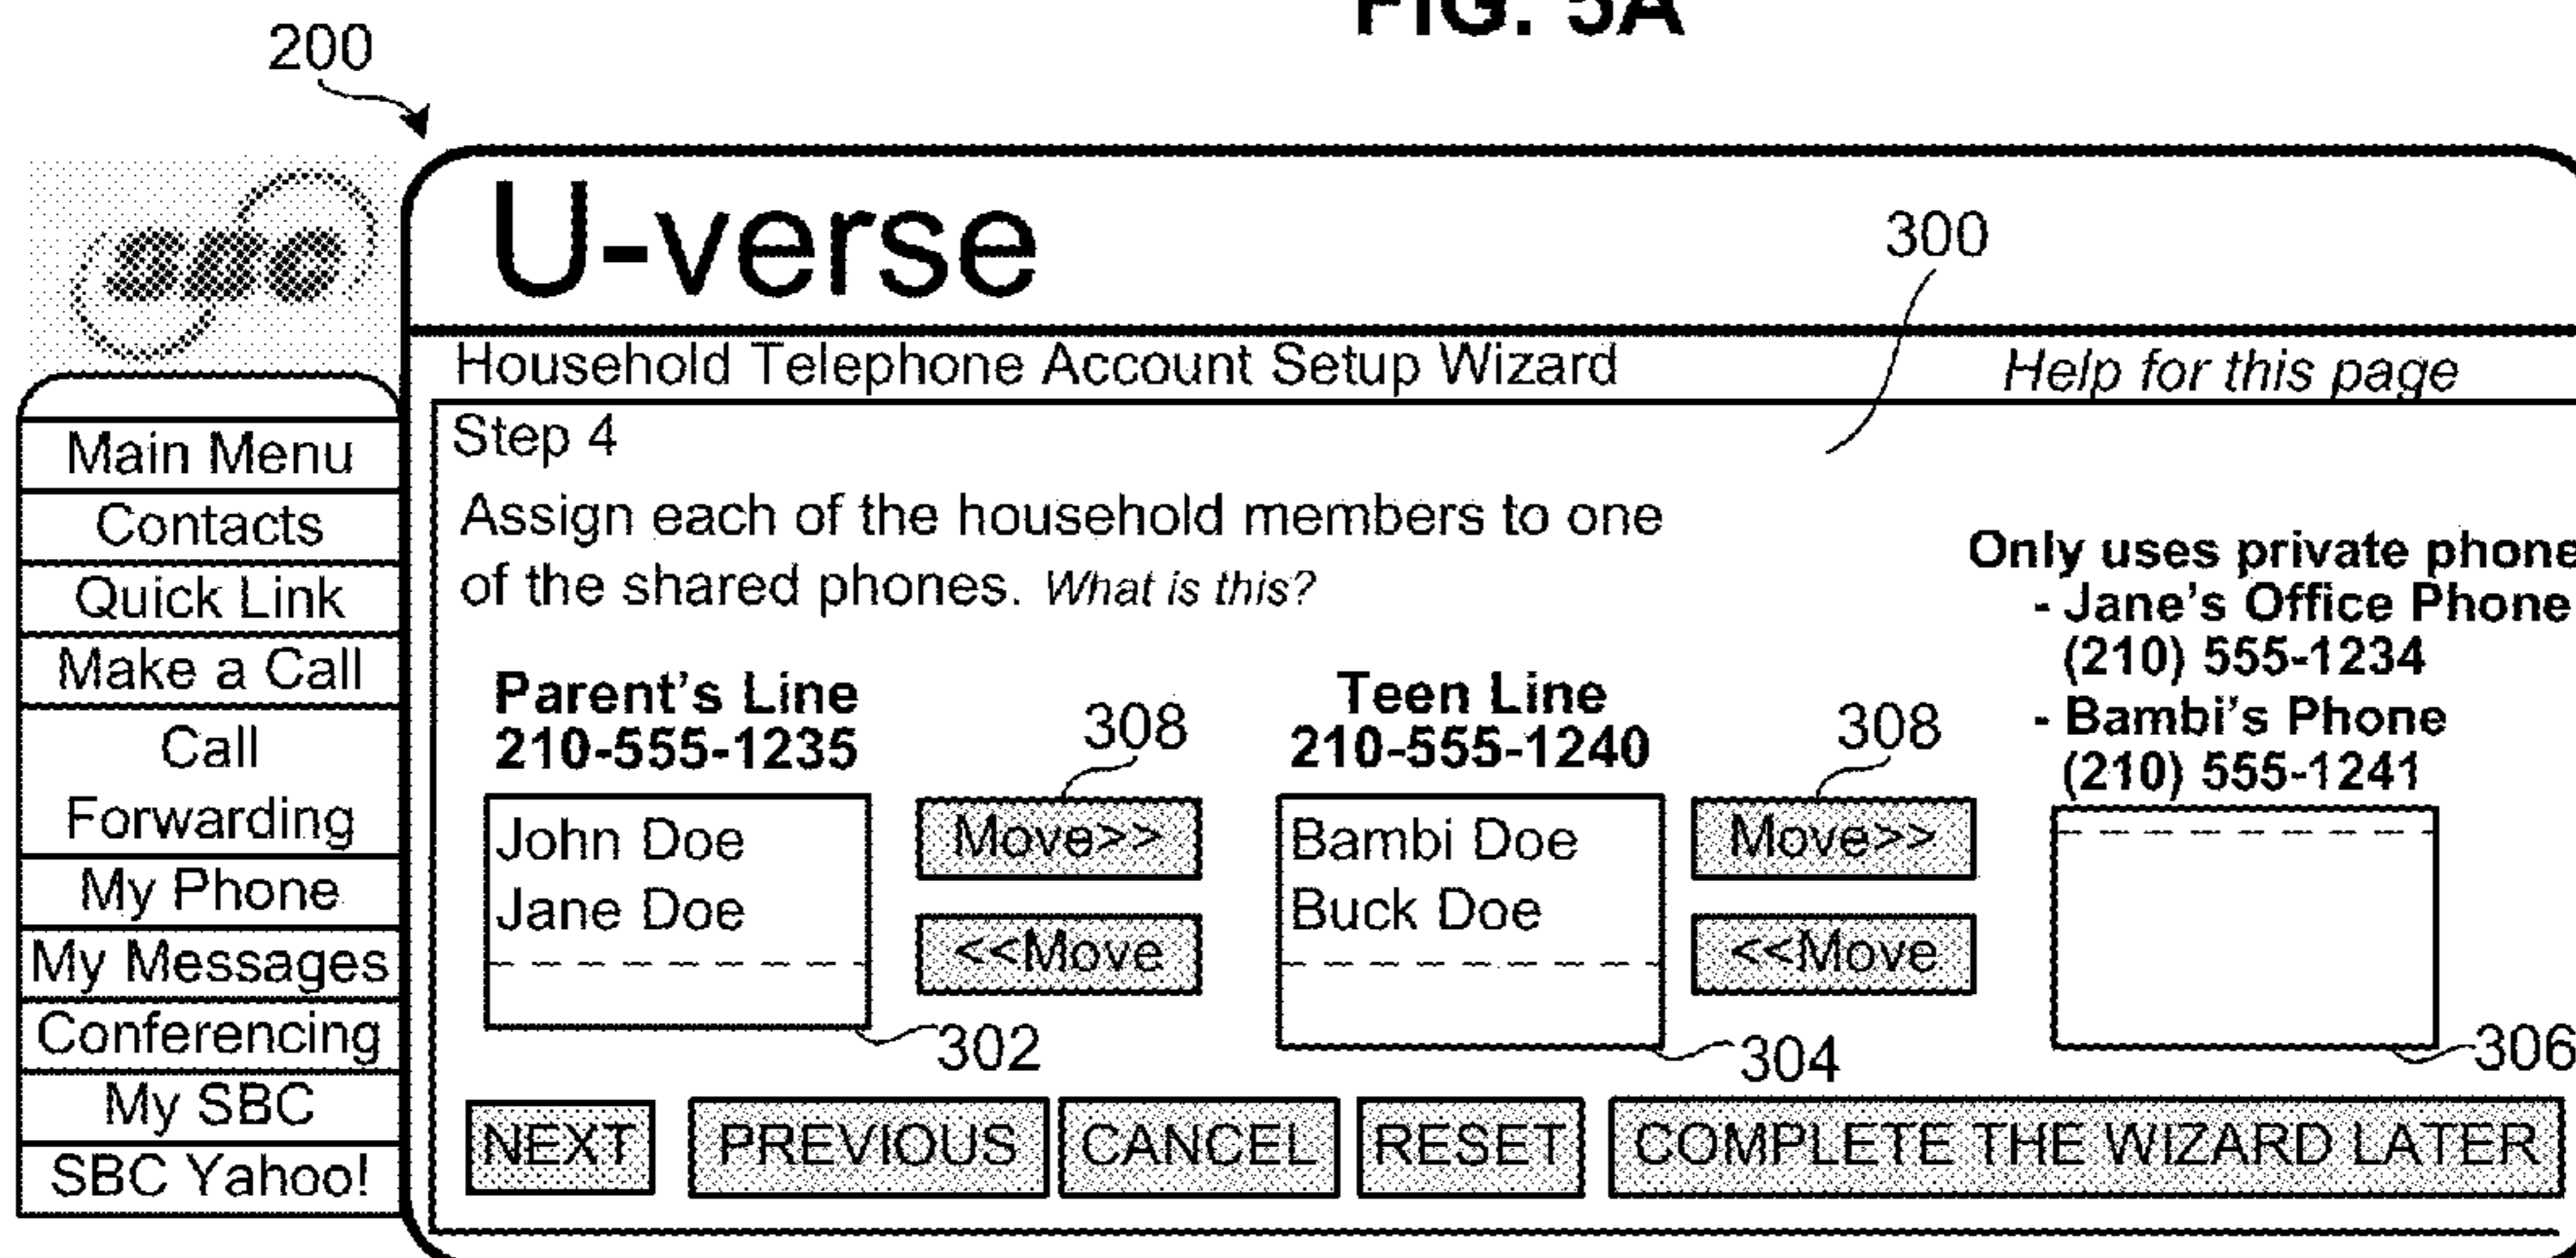 FIG. 5A
200
SBC
U-verse
300
Household Telephone Account Setup Wizard
Help for this page
Main Menu
Contacts
Quick Link
Make a Call
Call
Forwarding
My Phone
My Messages
Conferencing
My SBC
SBC Yahoo!
Step 4
Assign each of the household members to one
of the shared phones. What is this?
Parent's Line
210-555-1235
308
Teen Line
210-555-1240
308
Only uses private phone
- Jane's Office Phone
(210) 555-1234
- Bambi's Phone
(210) 555-1241
John Doe
Jane Doe
Move>>
<<Move
Bambi Doe
Buck Doe
Move>>
<<Move
302
304
306
NEXT
PREVIOUS
CANCEL
RESET
COMPLETE THE WIZARD LATER